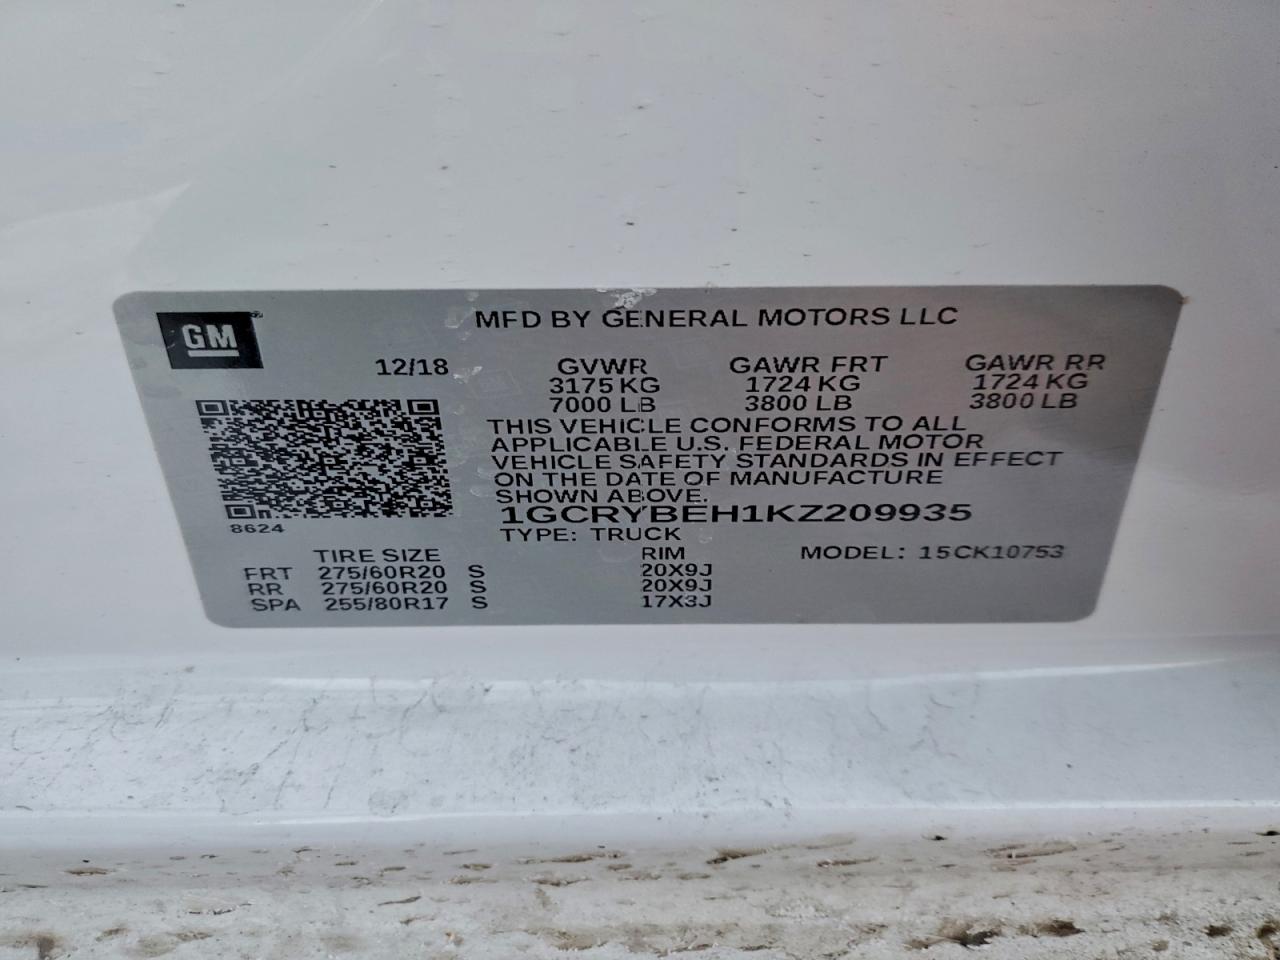 GM
MFD BY GENERAL MOTORS LLC
12/18 GVWR GAWR FRT GAWR RR
3175 KG 1724 KG 1724 KG
7000 LB 3800 LB 3800 LB
THIS VEHICLE CONFORMS TO ALL
APPLICABLE U.S. FEDERAL MOTOR
VEHICLE SAFETY STANDARDS IN EFFECT
ON THE DATE OF MANUFACTURE
SHOWN ABOVE.
1GCRYBEH1KZ209935
8624
TYPE: TRUCK
TIRE SIZE RIM MODEL: 15CK10753
FRT 275/60R20 S 20X9J
RR 275/60R20 S 20X9J
SPA 255/80R17 S 17X3J